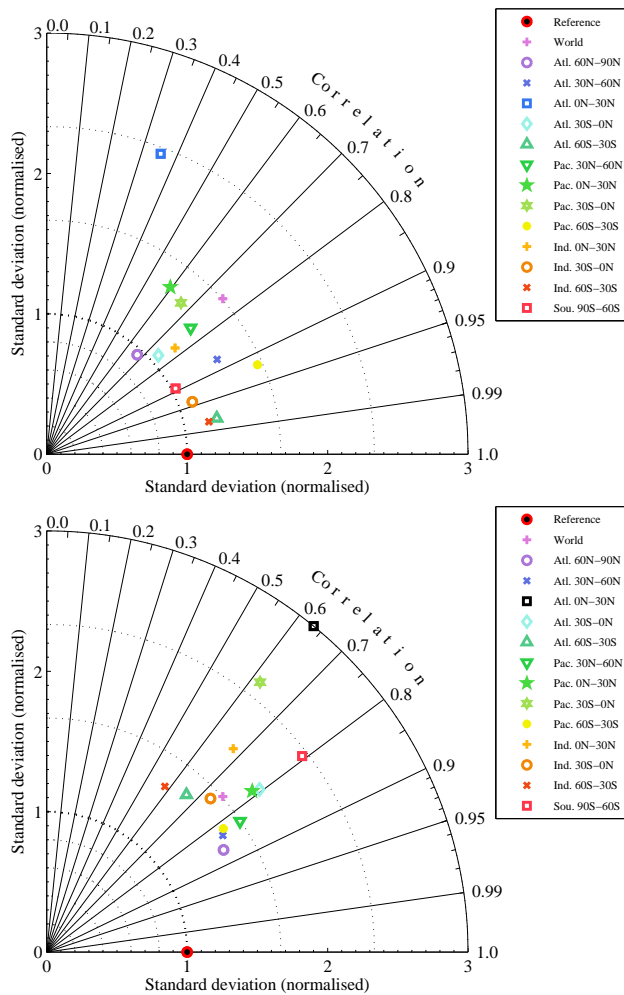 0.0 0.1 0.2 0.3 0.4 0.5 0.6 0.7 0.8 0.9 0.95 0.99 1.0
Correlation
3
2
1
0
Standard deviation (normalised)
0 1 2 3
Standard deviation (normalised)
Reference
World
Atl. 60N−90N
Atl. 30N−60N
Atl. 0N−30N
Atl. 30S−0N
Atl. 60S−30S
Pac. 30N−60N
Pac. 0N−30N
Pac. 30S−0N
Pac. 60S−30S
Ind. 0N−30N
Ind. 30S−0N
Ind. 60S−30S
Sou. 90S−60S
0.0 0.1 0.2 0.3 0.4 0.5 0.6 0.7 0.8 0.9 0.95 0.99 1.0
Correlation
3
2
1
0
Standard deviation (normalised)
0 1 2 3
Standard deviation (normalised)
Reference
World
Atl. 60N−90N
Atl. 30N−60N
Atl. 0N−30N
Atl. 30S−0N
Atl. 60S−30S
Pac. 30N−60N
Pac. 0N−30N
Pac. 30S−0N
Pac. 60S−30S
Ind. 0N−30N
Ind. 30S−0N
Ind. 60S−30S
Sou. 90S−60S